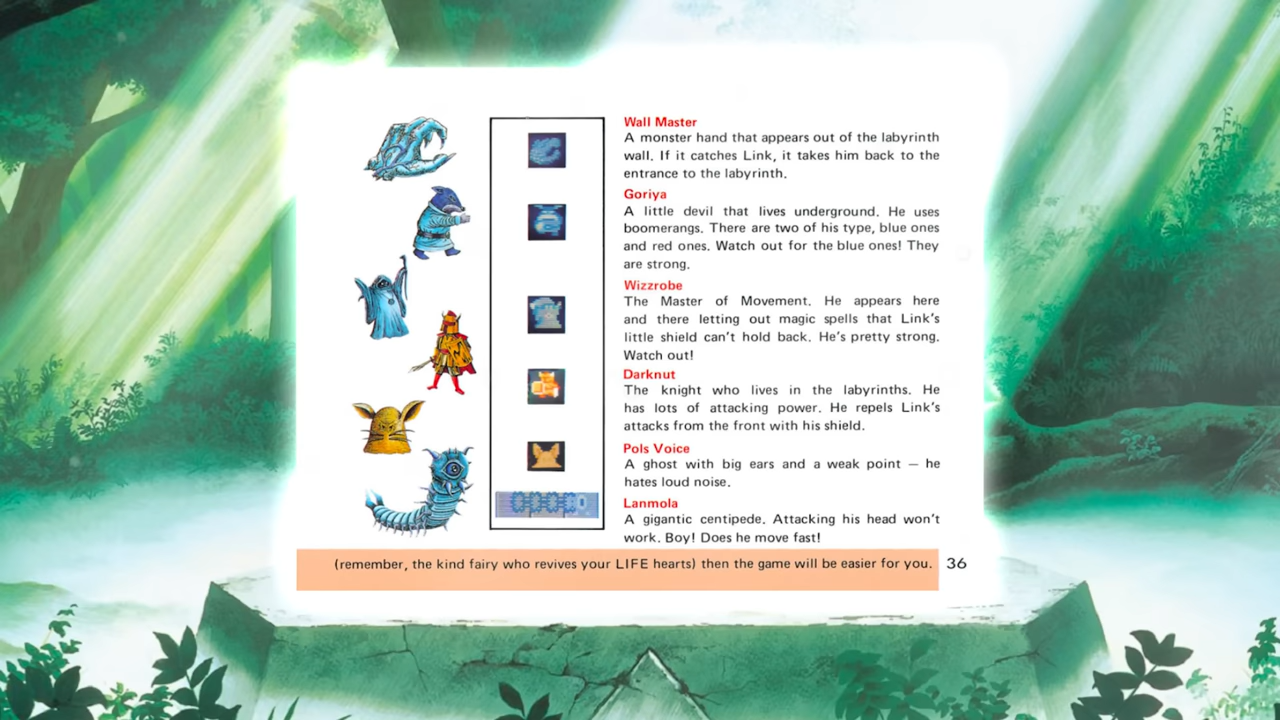 Wall Master
A monster hand that appears out of the labyrinth
wall. If it catches Link, it takes him back to the
entrance to the labyrinth.
Goriya
A little devil that lives underground. He uses
boomerangs. There are two of his type, blue ones
and red ones. Watch out for the blue ones! They
are strong.
Wizzrobe
The Master of Movement. He appears here
and there letting out magic spells that Link's
little shield can't hold back. He's pretty strong.
Watch out!
Darknut
The knight who lives in the labyrinths. He
has lots of attacking power. He repels Link's
attacks from the front with his shield.
Pols Voice
A ghost with big ears and a weak point — he
hates loud noise.
Lanmola
A gigantic centipede. Attacking his head won't
work. Boy! Does he move fast!
(remember, the kind fairy who revives your LIFE hearts) then the game will be easier for you. 36